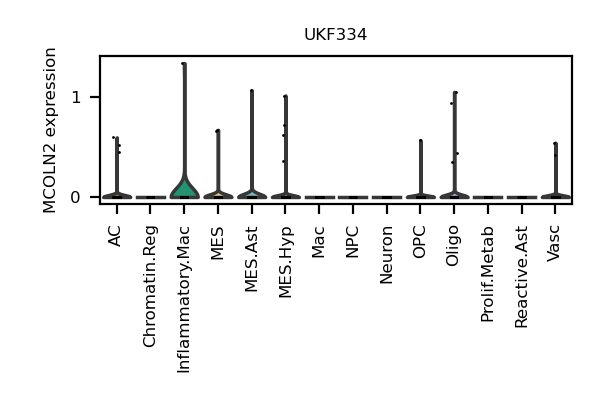 UKF334
MCOLN2 expression
1
0
AC
Chromatin.Reg
Inflammatory.Mac
MES
MES.Ast
MES.Hyp
Mac
NPC
Neuron
OPC
Oligo
Prolif.Metab
Reactive.Ast
Vasc